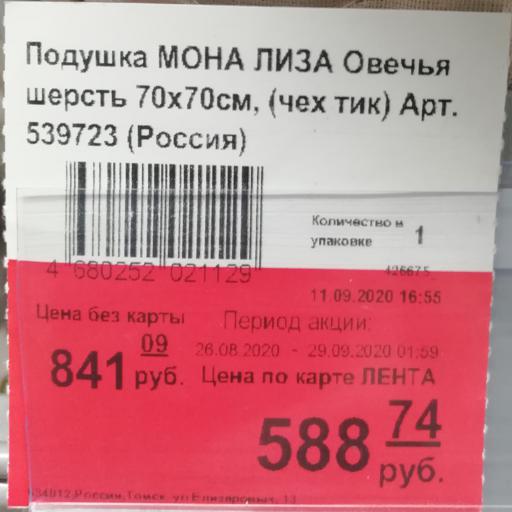 Подушка МОНА ЛИЗА Овечья
шерсть 70х70см, (чех тик) Арт.
539723 (Россия)
Количество в
упаковке 1
4 680252 021129
426675
11.09.2020 16:55
Цена без карты
Период акции:
26.08.2020 - 29.09.2020 01:59
841 09 руб.
Цена по карте ЛЕНТА
588 74 руб.
634012,Россия,Томск, ул Елизаровых, 13